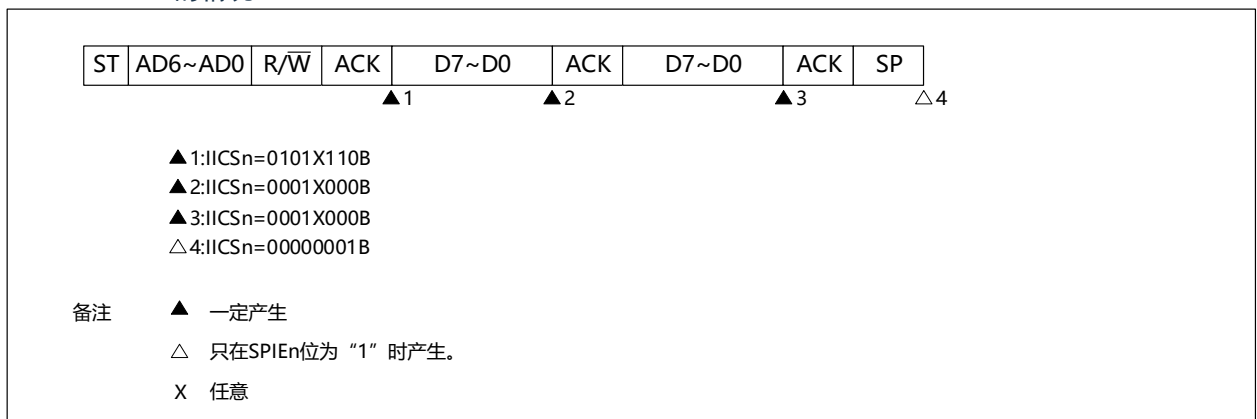 ST AD6~AD0 R/W̅ ACK D7~D0 ACK D7~D0 ACK SP
▲1 ▲2 ▲3 △4
▲1:IICSn=0101X110B
▲2:IICSn=0001X000B
▲3:IICSn=0001X000B
△4:IICSn=00000001B
备注 ▲ 一定产生
△ 只在SPIEn位为“1”时产生。
X 任意